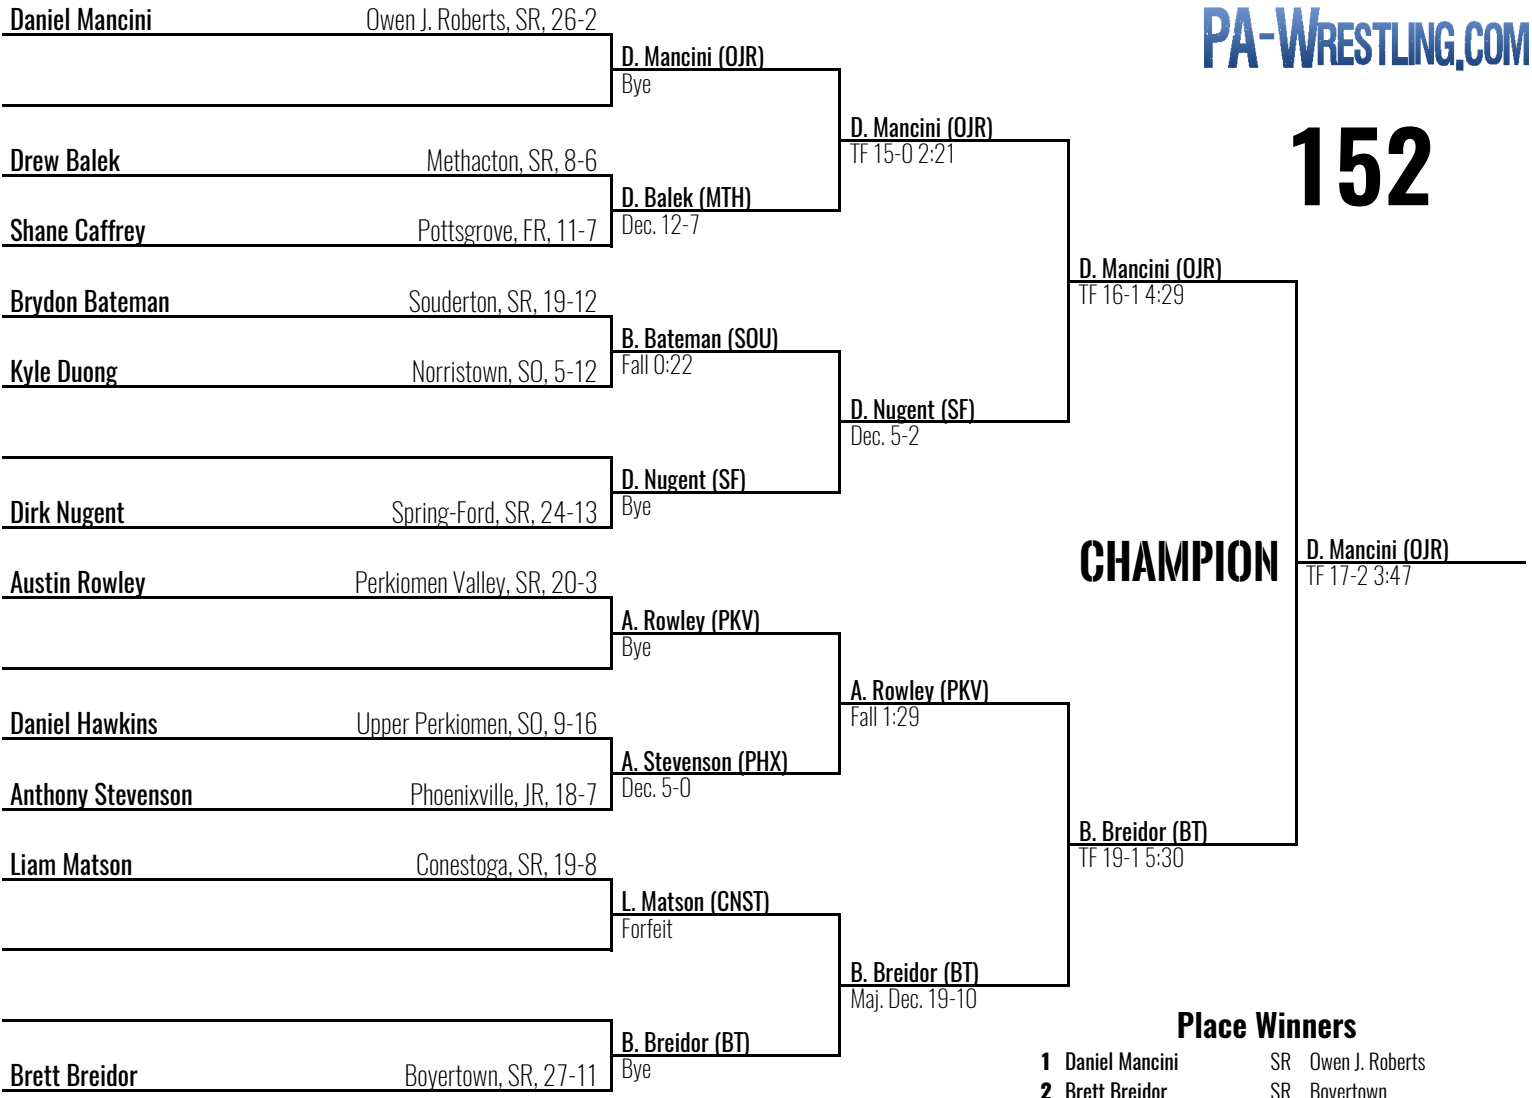 PA-WRESTLING.COM
152
Daniel Mancini Owen J. Roberts, SR, 26-2
D. Mancini (OJR)
Bye
D. Mancini (OJR)
TF 15-0 2:21
Drew Balek Methacton, SR, 8-6
D. Balek (MTH)
Dec. 12-7
Shane Caffrey Pottsgrove, FR, 11-7
D. Mancini (OJR)
TF 16-1 4:29
Brydon Bateman Souderton, SR, 19-12
B. Bateman (SOU)
Fall 0:22
Kyle Duong Norristown, SO, 5-12
D. Nugent (SF)
Dec. 5-2
D. Nugent (SF)
Bye
Dirk Nugent Spring-Ford, SR, 24-13
CHAMPION
D. Mancini (OJR)
TF 17-2 3:47
Austin Rowley Perkiomen Valley, SR, 20-3
A. Rowley (PKV)
Bye
A. Rowley (PKV)
Fall 1:29
Daniel Hawkins Upper Perkiomen, SO, 9-16
A. Stevenson (PHX)
Dec. 5-0
Anthony Stevenson Phoenixville, JR, 18-7
B. Breidor (BT)
TF 19-1 5:30
Liam Matson Conestoga, SR, 19-8
L. Matson (CNST)
Forfeit
B. Breidor (BT)
Maj. Dec. 19-10
B. Breidor (BT)
Bye
Brett Breidor Boyertown, SR, 27-11
Place Winners
1 Daniel Mancini SR Owen J. Roberts
2 Brett Breidor SR Boyertown